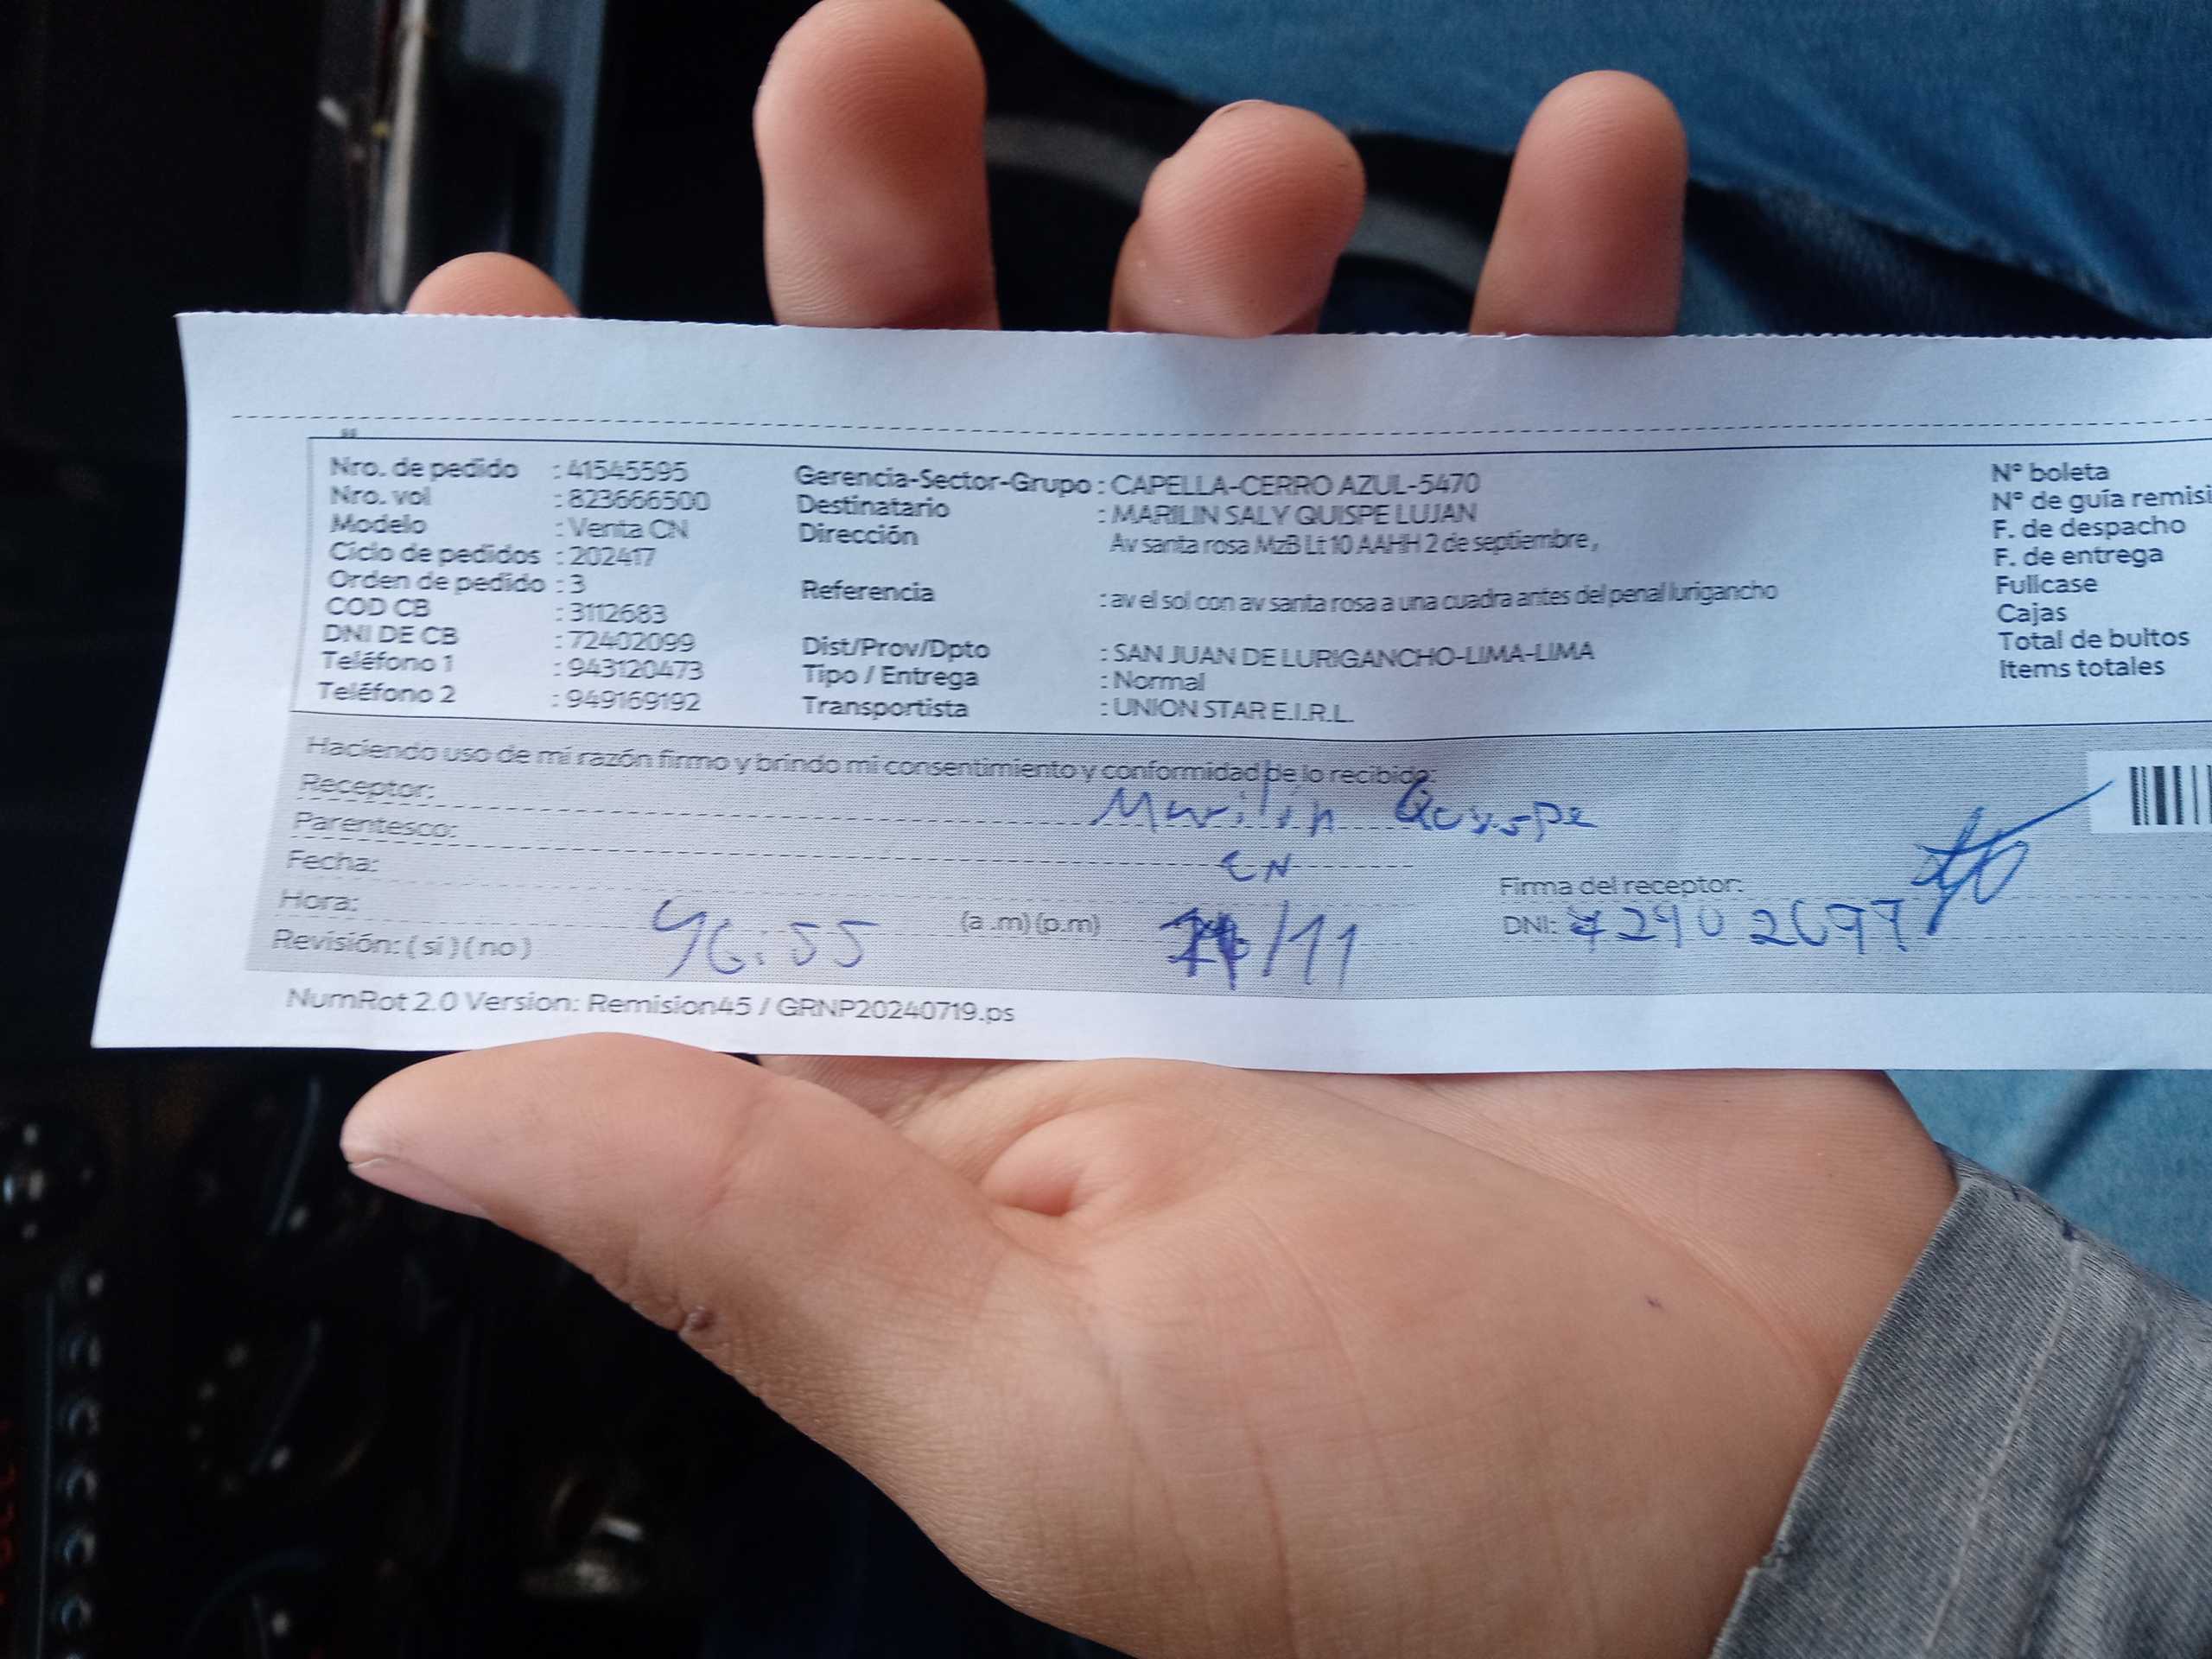 Nro. de pedido : 41545595
Nro. vol : 823666500
Modelo : Venta CN
Ciclo de pedidos : 202417
Orden de pedido : 3
COD CB : 3112683
DNI DE CB : 72402099
Teléfono 1 : 943120473
Teléfono 2 : 949169192
Gerencia-Sector-Grupo : CAPELLA-CERRO AZUL-5470
Destinatario : MARILIN SALY QUISPE LUJAN
Dirección Av santa rosa MzB Lt 10 AAHH 2 de septiembre,
Referencia : av el sol con av santa rosa a una cuadra antes del penal lurigancho
Dist/Prov/Dpto : SAN JUAN DE LURIGANCHO-LIMA-LIMA
Tipo / Entrega : Normal
Transportista : UNION STAR E.I.R.L.
N° boleta
N° de guía remisi
F. de despacho
F. de entrega
Fullcase
Cajas
Total de bultos
Items totales
Haciendo uso de mi razón firmo y brindo mi consentimiento y conformidad de lo recibido:
Receptor: Marilin Quispe
Parentesco: CN
Fecha: /11
Hora: :55 (a .m) (p.m)
Revisión: ( si ) ( no )
Firma del receptor:
DNI:
NumRot 2.0 Version: Remision45 / GRNP20240719.ps